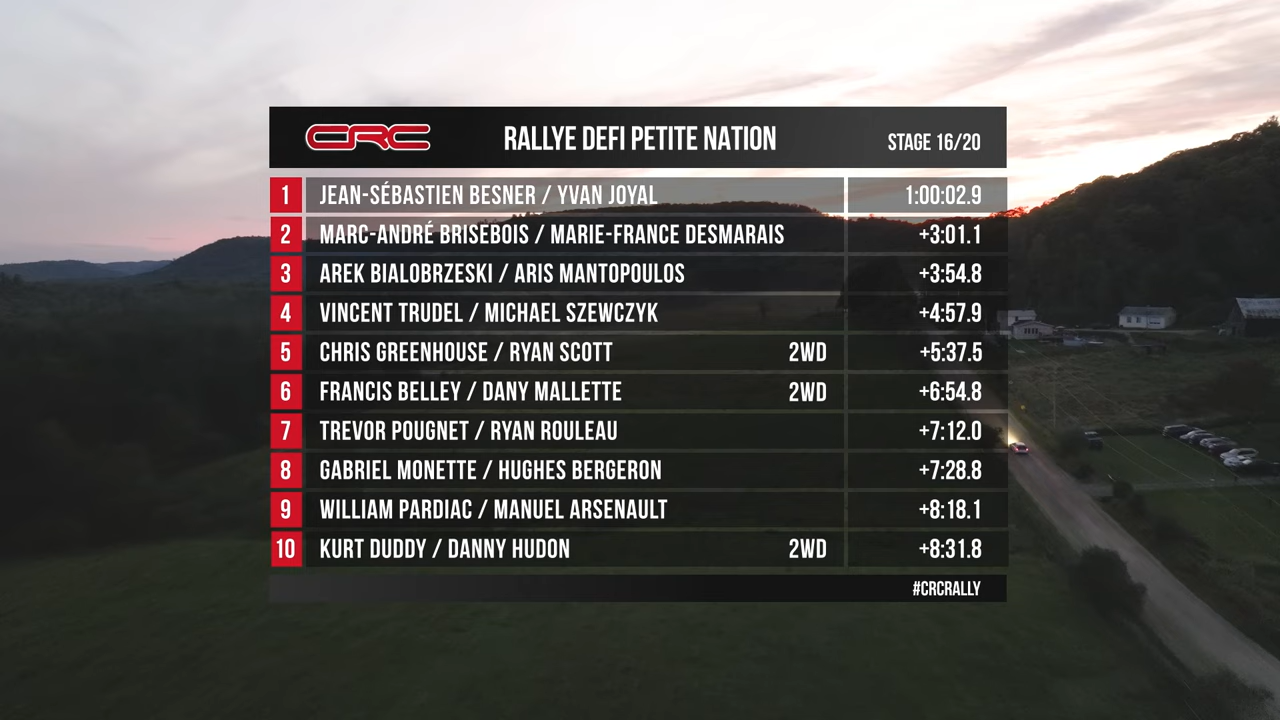 CRC RALLYE DEFI PETITE NATION STAGE 16/20
1 JEAN-SÉBASTIEN BESNER / YVAN JOYAL 1:00:02.9
2 MARC-ANDRÉ BRISEBOIS / MARIE-FRANCE DESMARAIS +3:01.1
3 AREK BIALOBRZESKI / ARIS MANTOPOULOS +3:54.8
4 VINCENT TRUDEL / MICHAEL SZEWCZYK +4:57.9
5 CHRIS GREENHOUSE / RYAN SCOTT 2WD +5:37.5
6 FRANCIS BELLEY / DANY MALLETTE 2WD +6:54.8
7 TREVOR POUGNET / RYAN ROULEAU +7:12.0
8 GABRIEL MONETTE / HUGHES BERGERON +7:28.8
9 WILLIAM PARDIAC / MANUEL ARSENAULT +8:18.1
10 KURT DUDDY / DANNY HUDON 2WD +8:31.8
#CRCRALLY